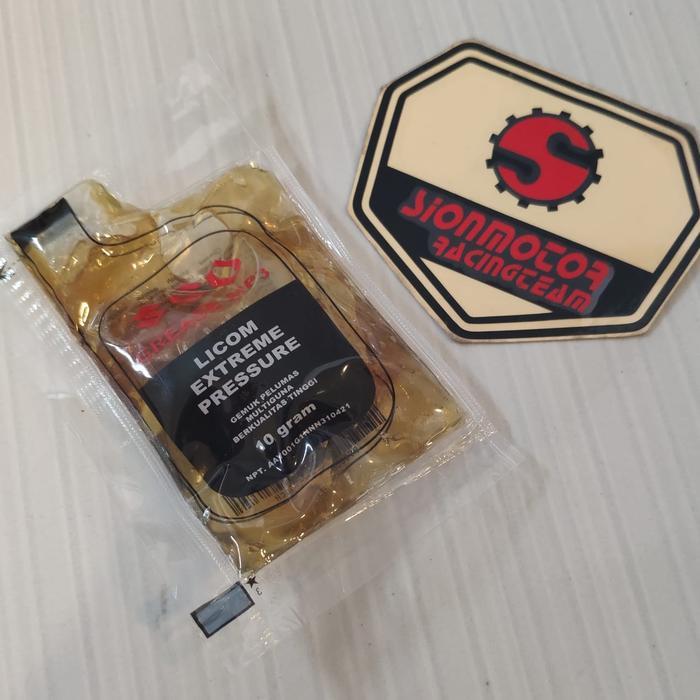 LICOM
EXTREME
PRESSURE
GEMUK PELUMAS
MULTIGUNA
BERKUALITAS TINGGI
10 gram
SiONMOTOR
RACINGTEAM